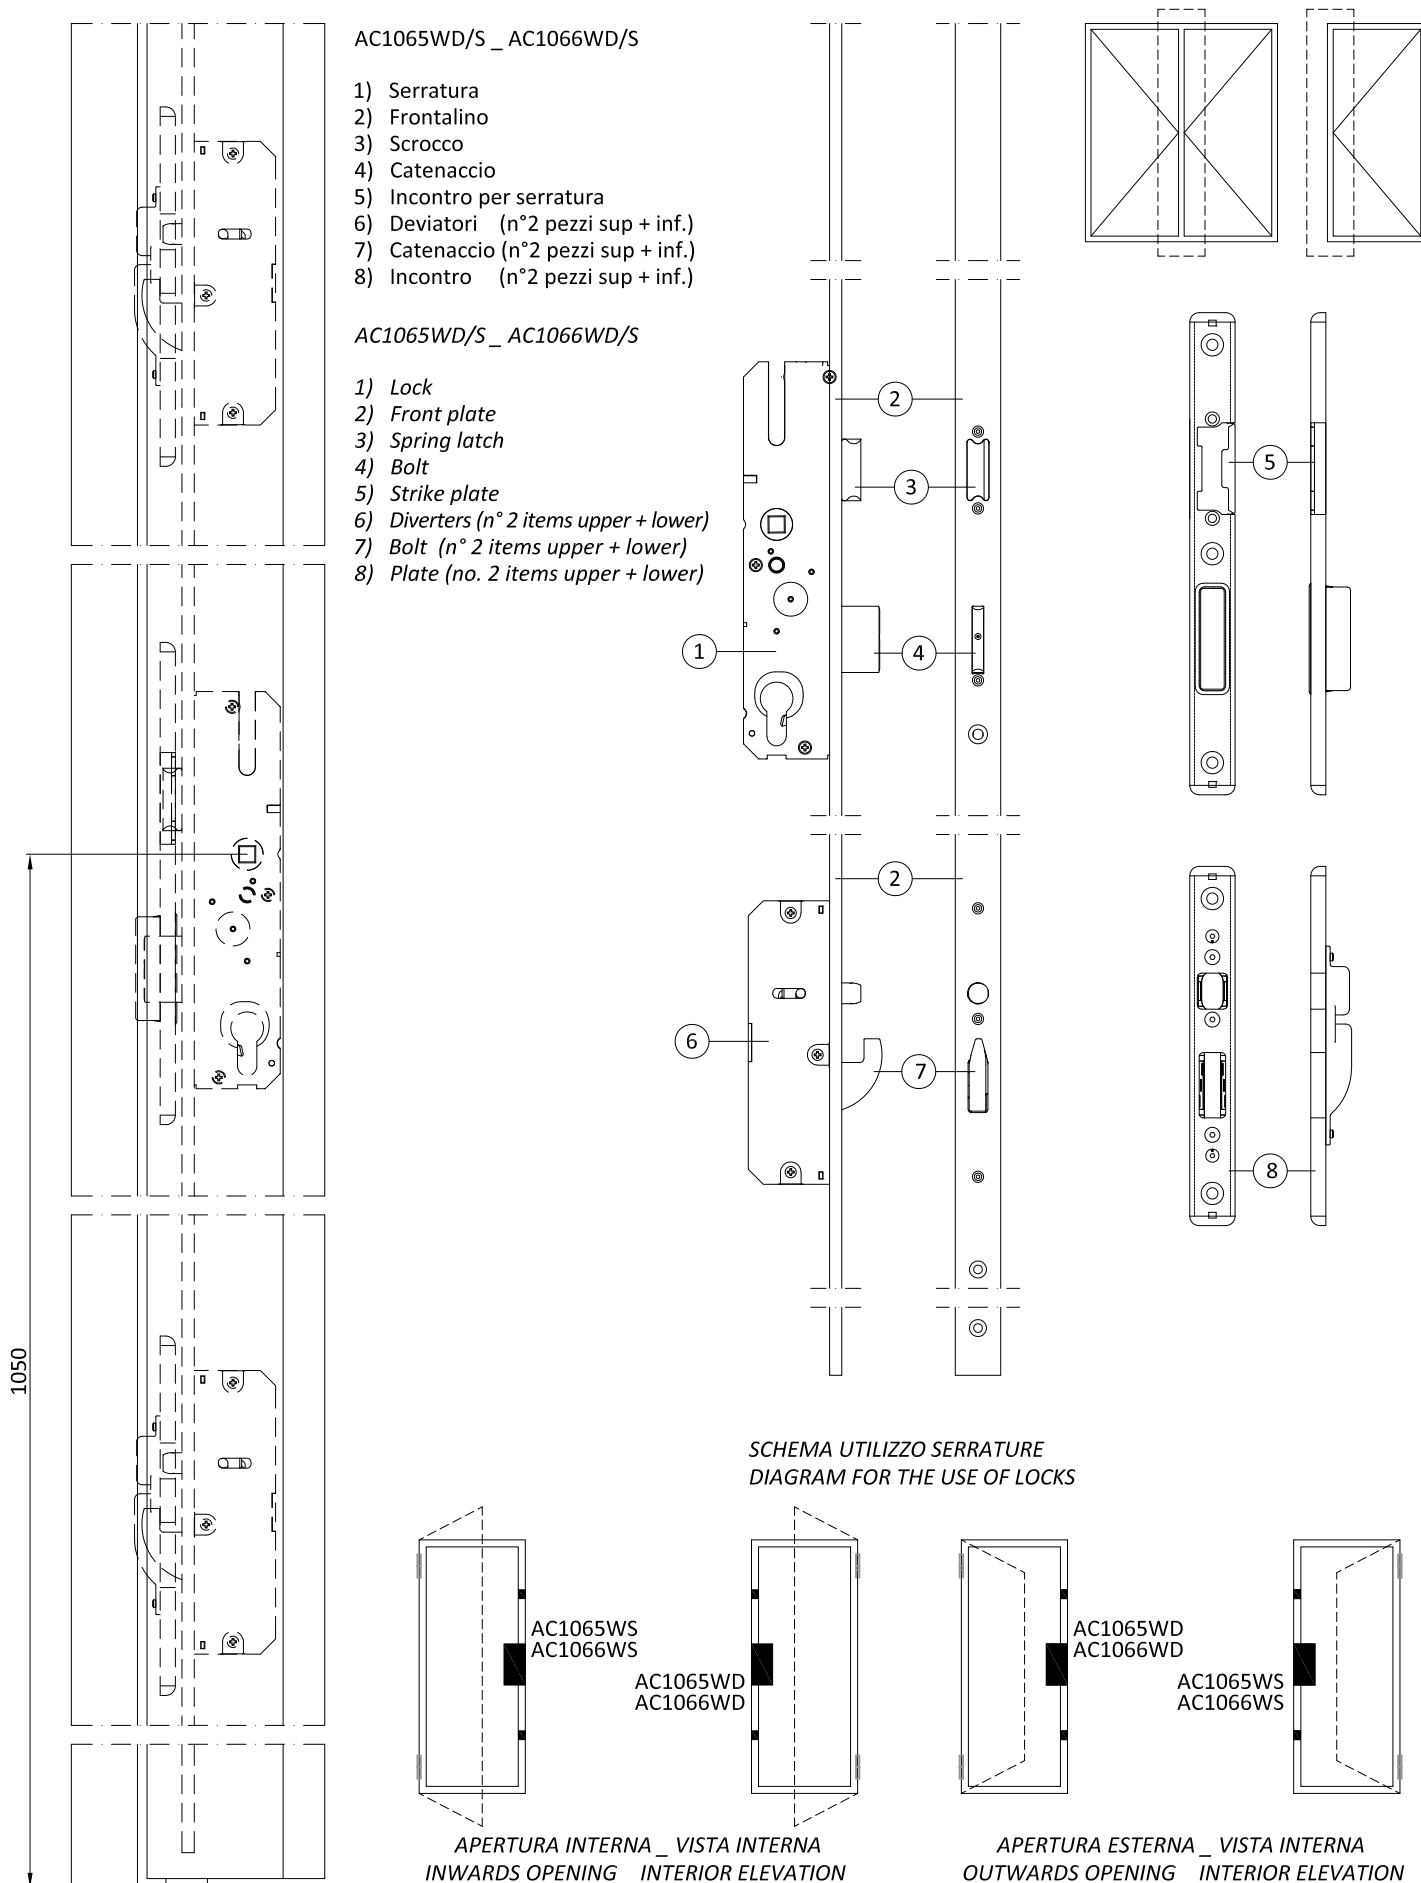 AC1065WD/S _ AC1066WD/S
1) Serratura
2) Frontalino
3) Scrocco
4) Catenaccio
5) Incontro per serratura
6) Deviatori (n°2 pezzi sup + inf.)
7) Catenaccio (n°2 pezzi sup + inf.)
8) Incontro (n°2 pezzi sup + inf.)
AC1065WD/S _ AC1066WD/S
1) Lock
2) Front plate
3) Spring latch
4) Bolt
5) Strike plate
6) Diverters (n° 2 items upper + lower)
7) Bolt (n° 2 items upper + lower)
8) Plate (no. 2 items upper + lower)
2
3
5
1
4
2
6
7
8
1050
SCHEMA UTILIZZO SERRATURE
DIAGRAM FOR THE USE OF LOCKS
AC1065WS
AC1066WS
AC1065WD
AC1066WD
AC1065WD
AC1066WD
AC1065WS
AC1066WS
APERTURA INTERNA _ VISTA INTERNA
INWARDS OPENING INTERIOR ELEVATION
APERTURA ESTERNA _ VISTA INTERNA
OUTWARDS OPENING INTERIOR ELEVATION